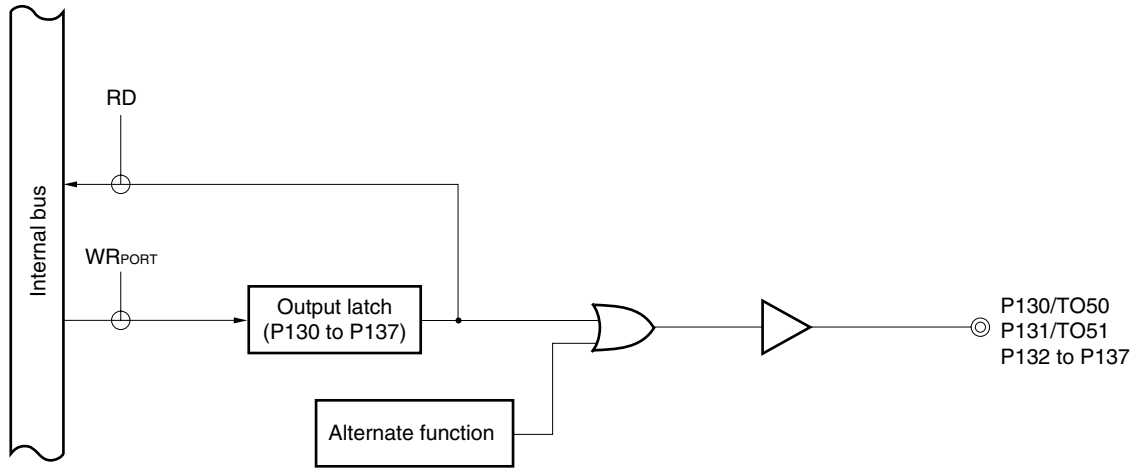 RD
Internal bus
WRPORT
Output latch
(P130 to P137)
P130/TO50
P131/TO51
P132 to P137
Alternate function